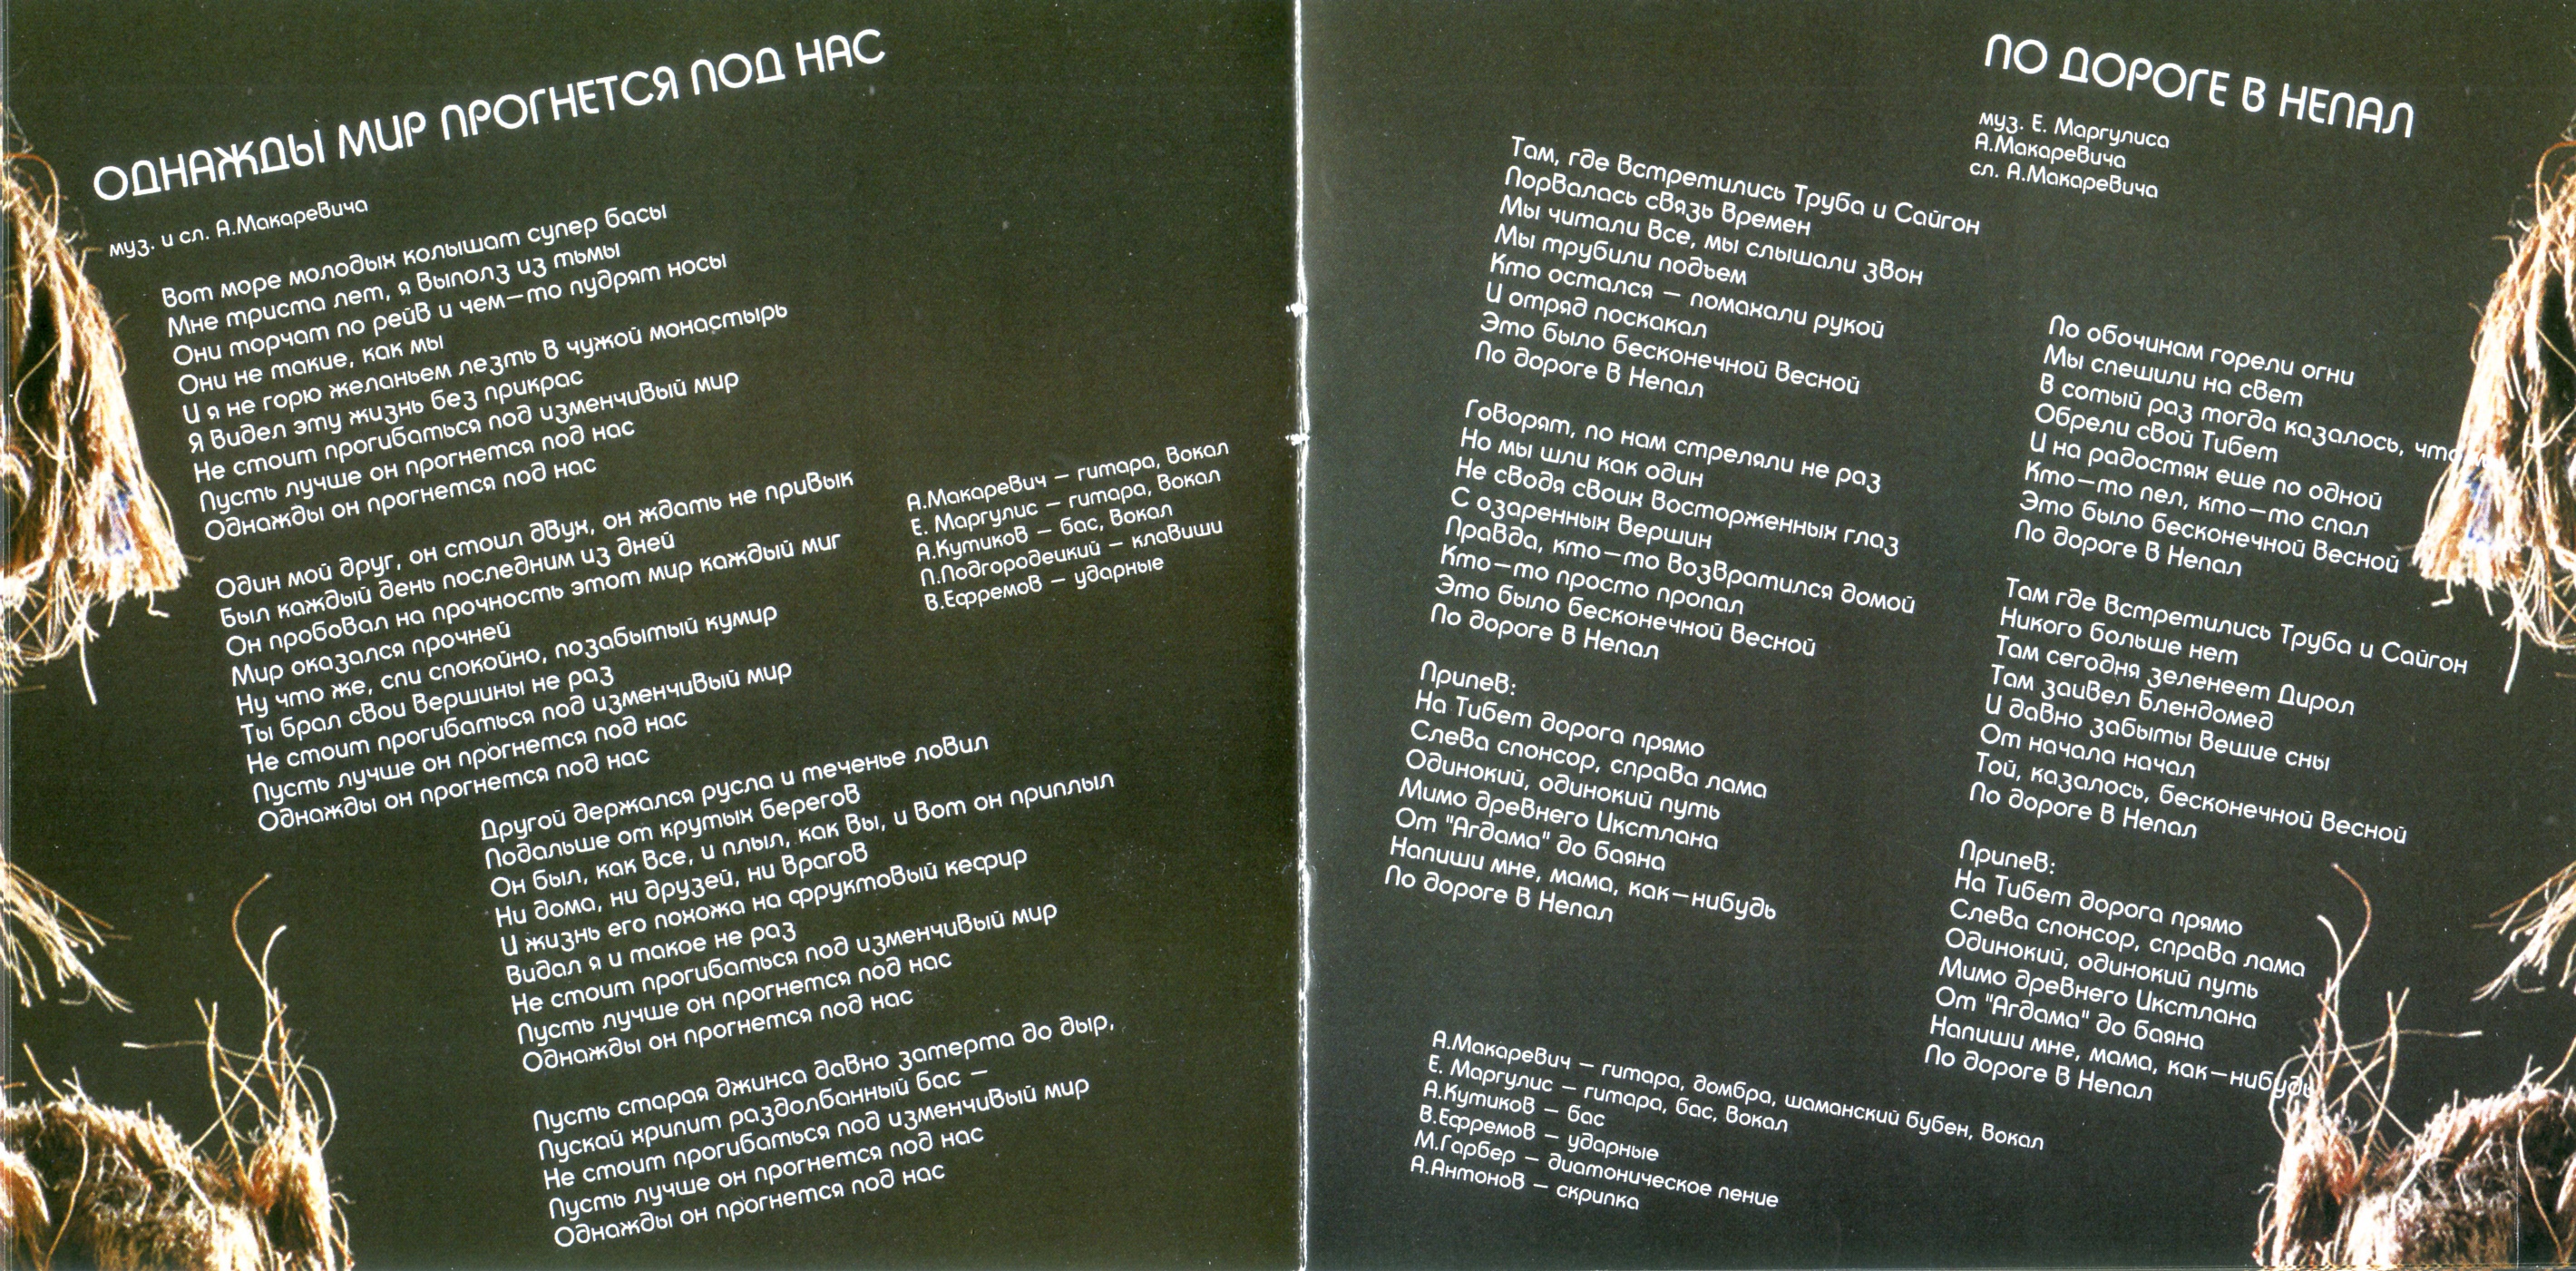 ОДНАЖДЫ МИР ПРОГНЕТСЯ ПОД НАС
муз. и сл. А.Макаревича
Вот море молодых колышат супер басы
Мне триста лет, я выполз из тьмы
Они торчат по рейв и чем-то пудрят носы
Они не такие, как мы
И я не горю желаньем лезть в чужой монастырь
Я видел эту жизнь без прикрас
Не стоит прогибаться под изменчивый мир
Пусть лучше он прогнется под нас
Однажды он прогнется под нас
Один мой друг, он стоил двух, он ждать не привык
Был каждый день последним из дней
Он пробовал на прочность этот мир каждый миг
Мир оказался прочней
Ну что же, спи спокойно, позабытый кумир
Ты брал свои вершины не раз
Не стоит прогибаться под изменчивый мир
Пусть лучше он прогнется под нас
Однажды он прогнется под нас
Другой держался русла и теченье ловил
Подальше от крутых берегов
Он был, как все, и плыл, как вы, и вот он приплыл
Ни дома, ни друзей, ни врагов
И жизнь его похожа на фруктовый кефир
Видал я и такое не раз
Не стоит прогибаться под изменчивый мир
Пусть лучше он прогнется под нас
Однажды он прогнется под нас
Пусть старая джинса давно затерта до дыр,
Пускай хрипит раздолбанный бас –
Не стоит прогибаться под изменчивый мир
Пусть лучше он прогнется под нас
Однажды он прогнется под нас
А.Макаревич – гитара, вокал
Е. Маргулис – гитара, вокал
А.Кутиков – бас, вокал
П.Подгородецкий – клавиши
В.Ефремов – ударные
ПО ДОРОГЕ В НЕПАЛ
муз. Е. Маргулиса
А.Макаревича
сл. А.Макаревича
Там, где встретились Труба и Сайгон
Порвалась связь времен
Мы читали все, мы слышали звон
Мы трубили подъем
Кто остался – помахали рукой
И отряд поскакал
Это было бесконечной весной
По дороге в Непал
Говорят, по нам стреляли не раз
Но мы шли как один
Не сводя своих восторженных глаз
С озаренных вершин
Правда, кто-то возвратился домой
Кто-то просто пропал
Это было бесконечной весной
По дороге в Непал
Припев:
На Тибет дорога прямо
Слева спонсор, справа лама
Одинокий, одинокий путь
Мимо древнего Икстлана
От "Агдама" до баяна
Напиши мне, мама, как-нибудь
По дороге в Непал
По обочинам горели огни
Мы спешили на свет
В сотый раз тогда казалось, что
Обрели свой Тибет
И на радостях еще по одной
Кто-то пел, кто-то спал
Это было бесконечной весной
По дороге в Непал
Там где встретились Труба и Сайгон
Никого больше нет
Там сегодня зеленеет Дирол
Там заивел Блендомед
И давно забыты вещие сны
От начала начал
Той, казалось, бесконечной весной
По дороге в Непал
Припев:
На Тибет дорога прямо
Слева спонсор, справа лама
Одинокий, одинокий путь
Мимо древнего Икстлана
От "Агдама" до баяна
Напиши мне, мама, как-нибудь
По дороге в Непал
А.Макаревич – гитара, домбра, шаманский бубен, вокал
Е. Маргулис – гитара, бас, вокал
А.Кутиков – бас
В.Ефремов – ударные
М.Гарбер – диатоническое пение
А.Антонов – скрипка